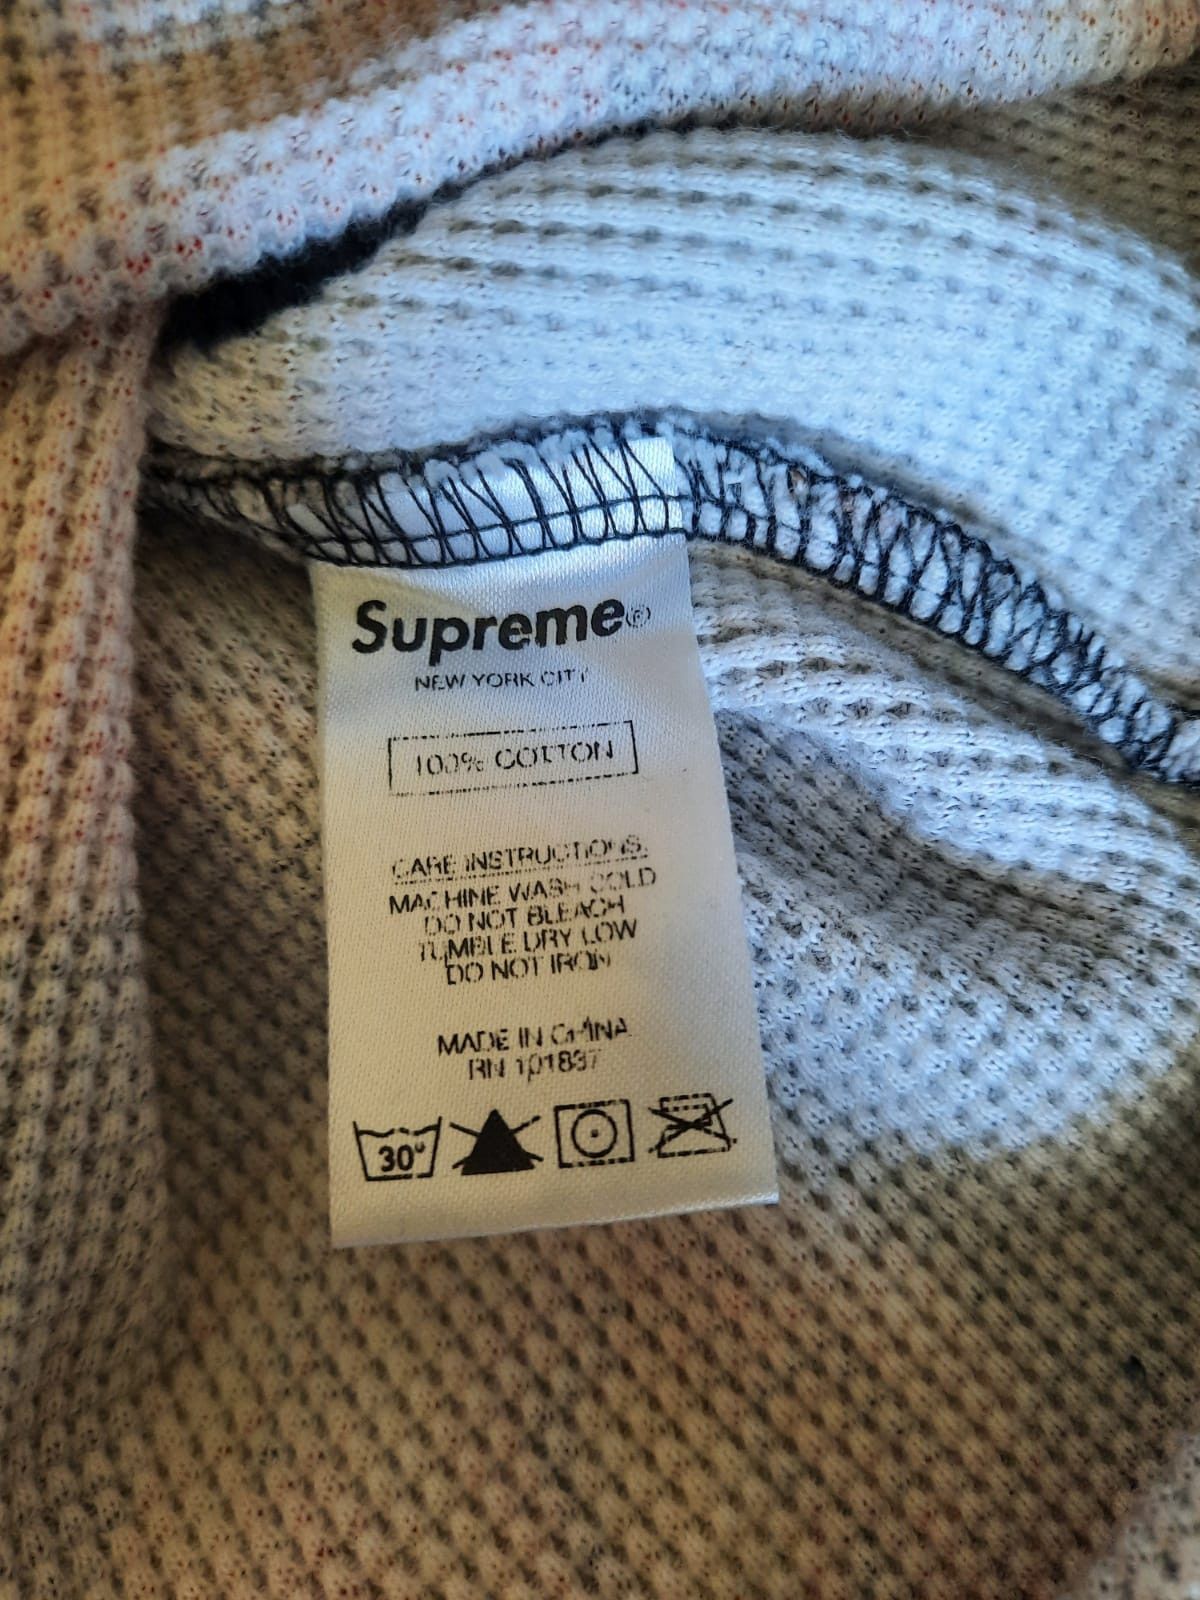 Supreme®
NEW YORK CITY
100% COTTON
CARE INSTRUCTIONS:
MACHINE WASH COLD
DO NOT BLEACH
TUMBLE DRY LOW
DO NOT IRON
MADE IN CHINA
RN 101837
30°